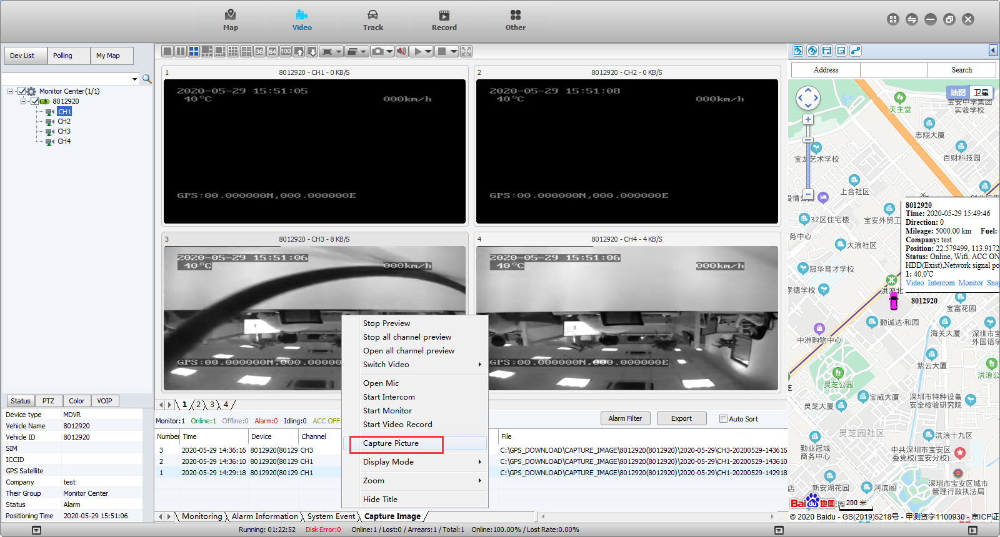 Map
Video
Track
Record
Other
Dev List
Polling
My Map
36
64
100
Monitor Center(1/1)
8012920
CH1
CH2
CH3
CH4
1
8012920 - CH1 - 0 KB/S
2020-05-29 15:51:05
40°C
000km/h
GPS:00.000000N,000.000000E
2
8012920 - CH2 - 0 KB/S
2020-05-29 15:51:08
40°C
000km/h
GPS:00.000000N,000.000000E
3
8012920 - CH3 - 8 KB/S
2020-05-29 15:51:06
40°C
000km/h
GPS:00.000000N,000.000000E
4
8012920 - CH4 - 4 KB/S
2020-05-29 15:51:06
40°C
000km/h
GPS:00.000000N,000.000000E
Stop Preview
Stop all channel preview
Open all channel preview
Switch Video
Open Mic
Start Intercom
Start Monitor
Start Video Record
Capture Picture
Display Mode
Zoom
Hide Title
Status
PTZ
Color
VOIP
Device type MDVR
Vehicle Name 8012920
Vehicle ID 8012920
SIM
ICCID
GPS Satellite
Company test
Their Group Monitor Center
Status Alarm
Positioning Time 2020-05-29 15:51:06
1 2 3 4
Monitor:1 Online:1 Offline:0 Alarm:0 Idling:0 ACC OFF
Alarm Filter
Export
Auto Sort
Number Time Device Channel File
3 2020-05-29 14:36:16 8012920(80129 CH3 C:\GPS_DOWNLOAD\CAPTURE_IMAGE\8012920(8012920)\2020-05-29\CH3-20200529-143616
2 2020-05-29 14:36:10 8012920(80129 CH1 C:\GPS_DOWNLOAD\CAPTURE_IMAGE\8012920(8012920)\2020-05-29\CH1-20200529-143610.
1 2020-05-29 14:29:18 8012920(80129 CH1 C:\GPS_DOWNLOAD\CAPTURE_IMAGE\8012920(8012920)\2020-05-29\CH1-20200529-142918.
Monitoring
Alarm Information
System Event
Capture Image
Running: 01:22:52 Disk Error:0 Online:1 / Lost:0 / Arrears:1 / Total:1 Online:100.00% / Lost Rate:0.00%
Address
Search
地图
卫星
天主堂
宝安中学集团
实验学校
志翔大厦
百财科技园
宝龙艺术学校
上合社区
32区住宅楼
宝安外贸工
务中心
大浪社区
冠华育才学校
孝德学校
8012920
Time: 2020-05-29 15:49:46
Direction: 0
Mileage: 5000.00 km Fuel:
Company: test
Position: 22.579499, 113.9172
Status: Online, Wifi, ACC ON
HDD(Exist),Network signal po
1: 40.0℃
Video Intercom Monitor Snap
洪浪北
8012920
宝富花园
勤诚达·和园
海关大厦
深圳市宝
外国语学
中洲购物中心
紫云大厦
洪浪公
灵芝公园
宝威大厦
灵芝大厦
深圳市特种设备
安全检验研究院
灵芝园社区
洪浪十九区
勤业冠城
商务中心
中共深圳市宝安区
委党校(宝安分校)
店
新安湖花园
河滨阁
深圳市宝安区城市
管理行政执法局
Bai du 地图
园
200 米
© 2020 Baidu - GS(2019)5218号 - 甲测资字1100930 - 京ICP证